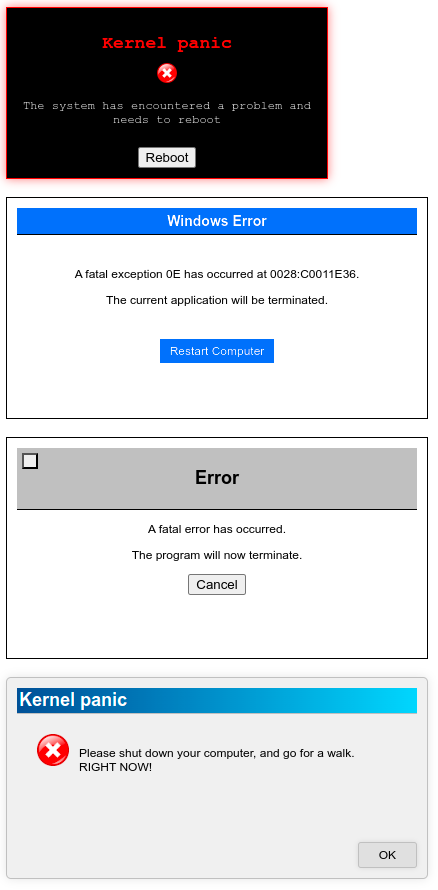 Kernel panic
The system has encountered a problem and
needs to reboot
Reboot
Windows Error
A fatal exception 0E has occurred at 0028:C0011E36.
The current application will be terminated.
Restart Computer
Error
A fatal error has occurred.
The program will now terminate.
Cancel
Kernel panic
Please shut down your computer, and go for a walk.
RIGHT NOW!
OK